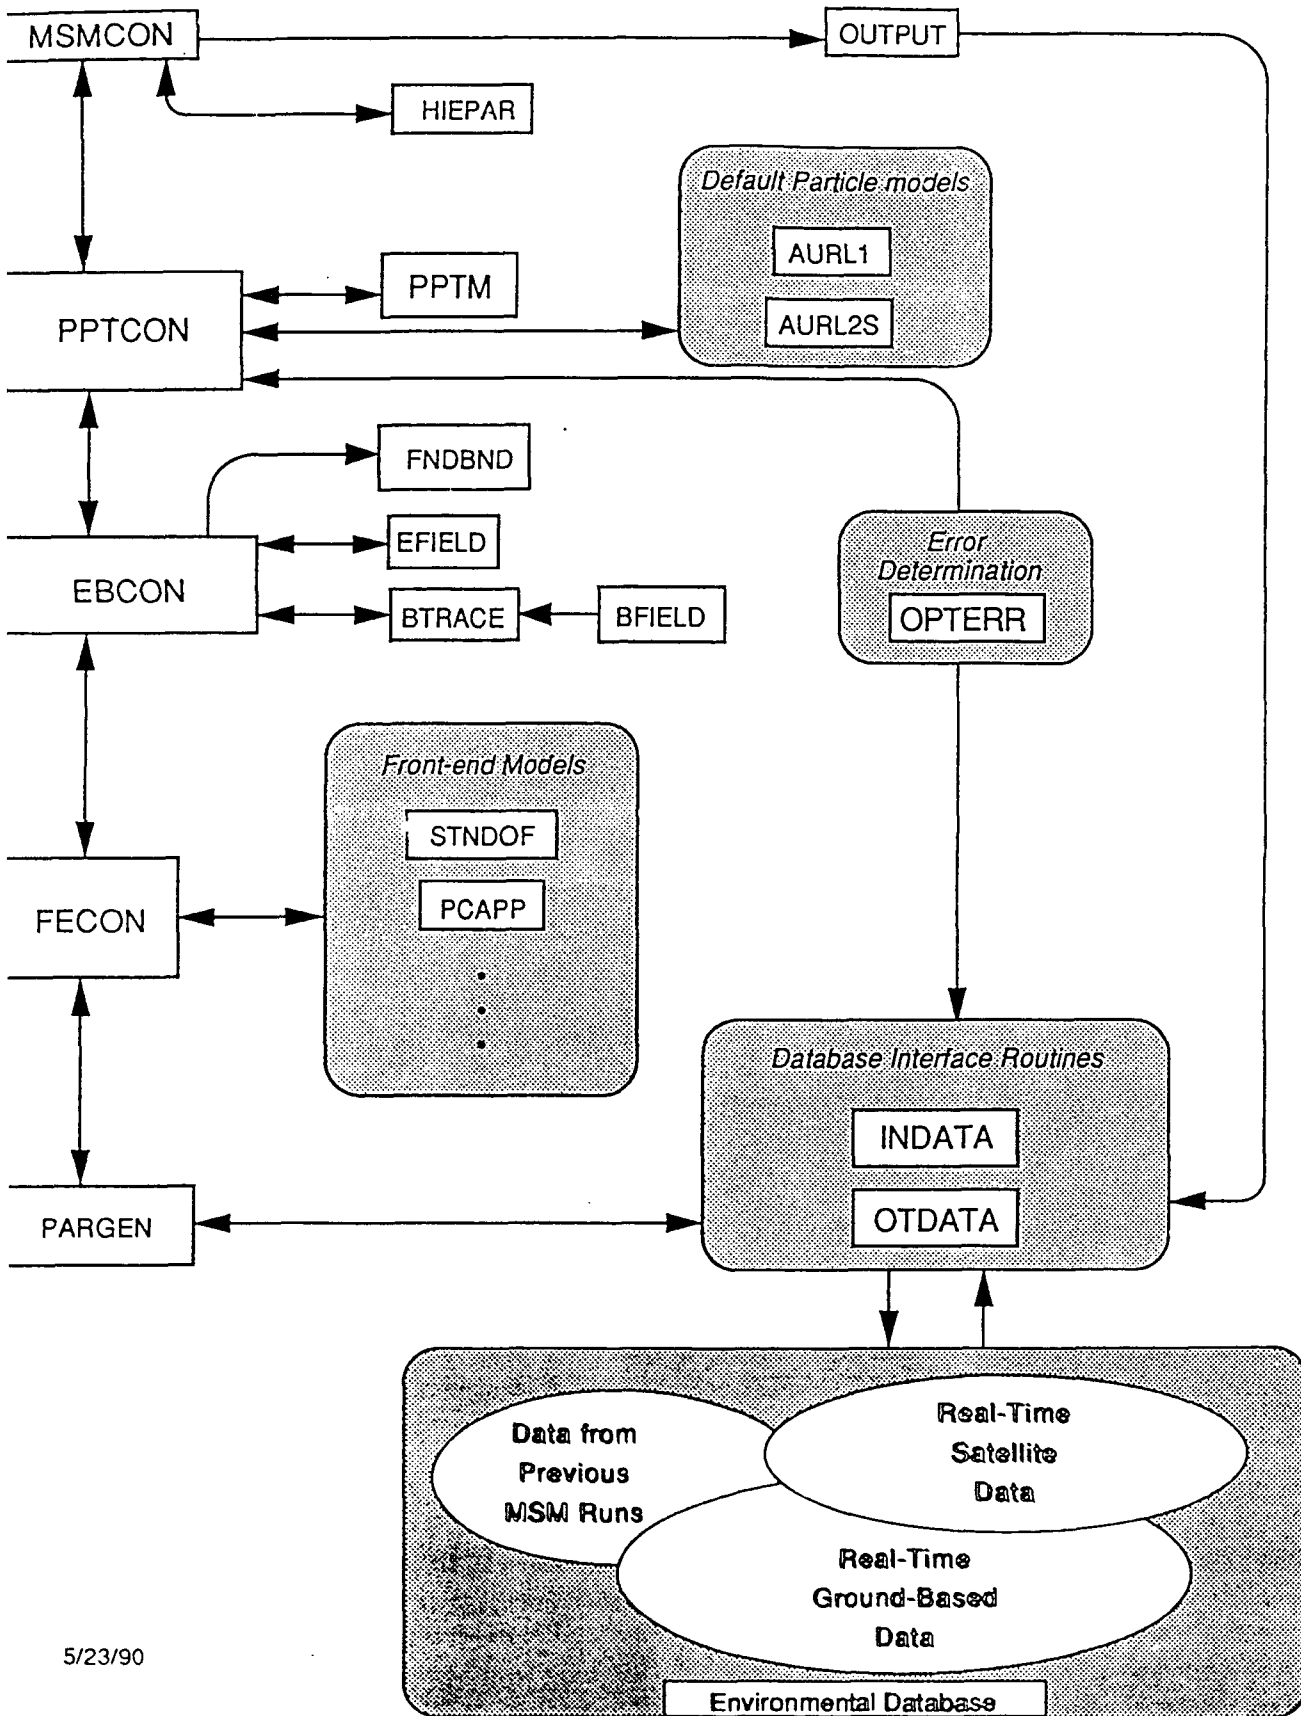 MSMCON
OUTPUT
HIEPAR
Default Particle models
AURL1
AURL2S
PPTM
PPTCON
FNDBND
EFIELD
EBCON
BTRACE
BFIELD
Error
Determination
OPTERR
Front-end Models
STNDOF
PCAPP
FECON
Database Interface Routines
INDATA
OTDATA
PARGEN
Data from
Previous
MSM Runs
Real-Time
Satellite
Data
Real-Time
Ground-Based
Data
5/23/90
Environmental Database